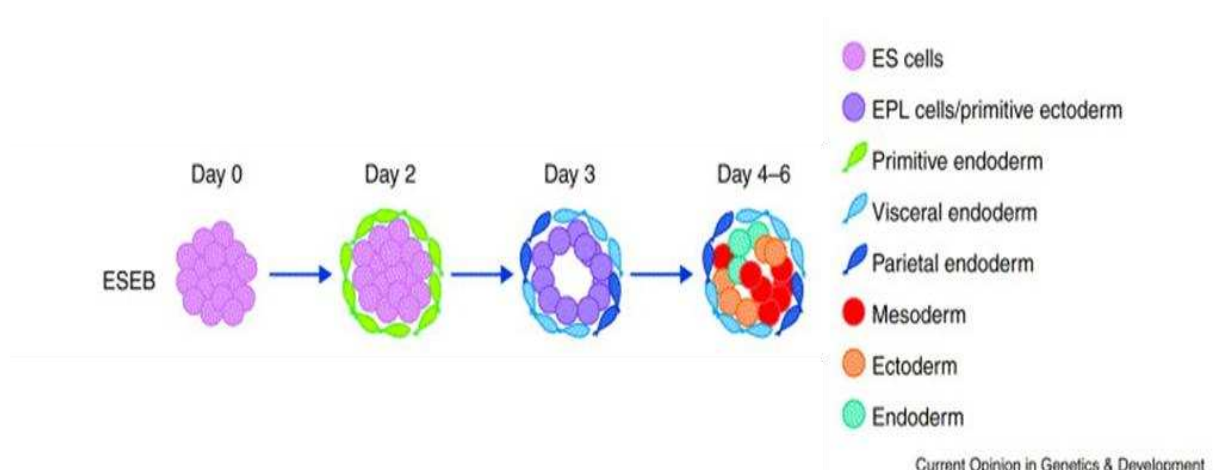 ES cells
EPL cells/primitive ectoderm
Primitive endoderm
Visceral endoderm
Parietal endoderm
Mesoderm
Ectoderm
Endoderm
Day 0
Day 2
Day 3
Day 4–6
ESEB
Current Opinion in Genetics & Development